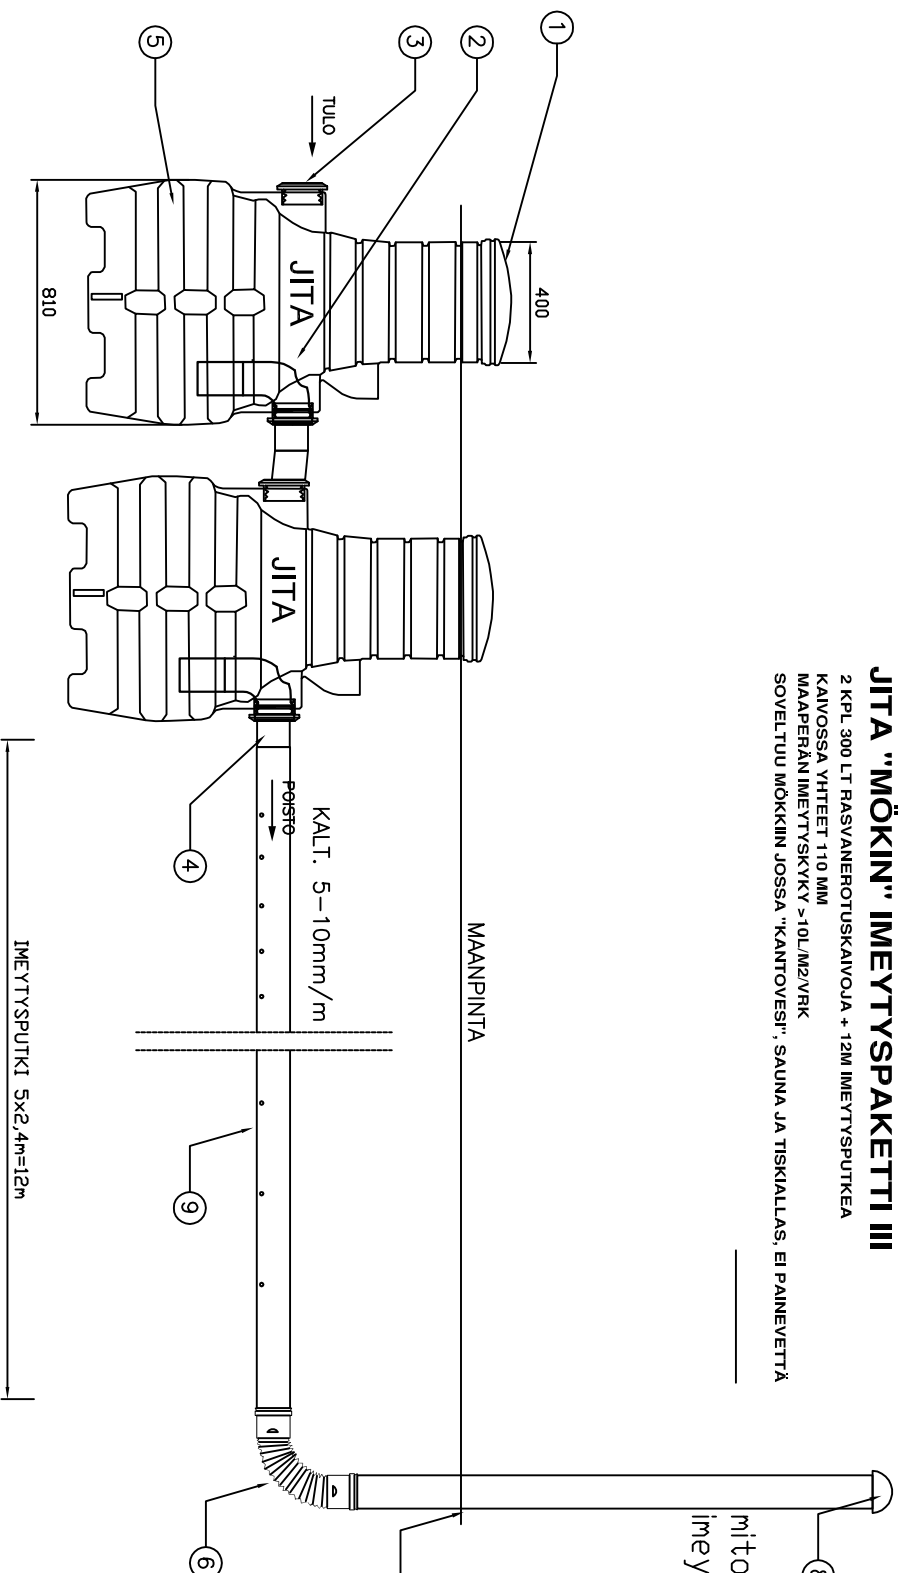 JITA "MÖKIN" IMEYTYSPAKETTI III
2 KPL 300 LT RASVANEROTUSKAIVOJA + 12M IMEYTYSPUTKEA
KAIVOSSA YHTEET 110 MM
MAAPERÄN IMEYTYSKYKY >10L/M2/VRK
SOVELTUU MÖKKIIN JOSSA "KANTOVESI", SAUNA JA TISKIALLAS, EI PAINEVETTÄ
8
mito
imey
1
2
3
5
400
TULO
JITA
JITA
810
MAANPINTA
KALT. 5-10mm/m
POISTO
4
9
6
IMEYTYSPUTKI 5x2,4m=12m